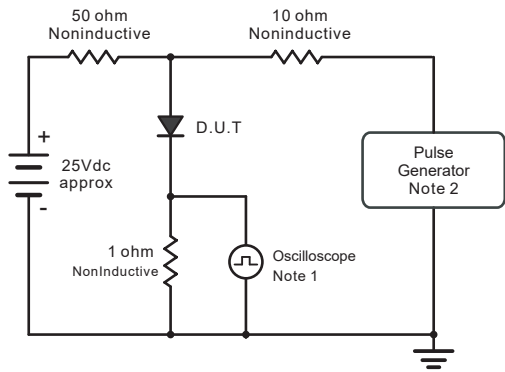 50 ohm
Noninductive
10 ohm
Noninductive
D.U.T
+
25Vdc
approx
-
Pulse
Generator
Note 2
1 ohm
NonInductive
Oscilloscope
Note 1